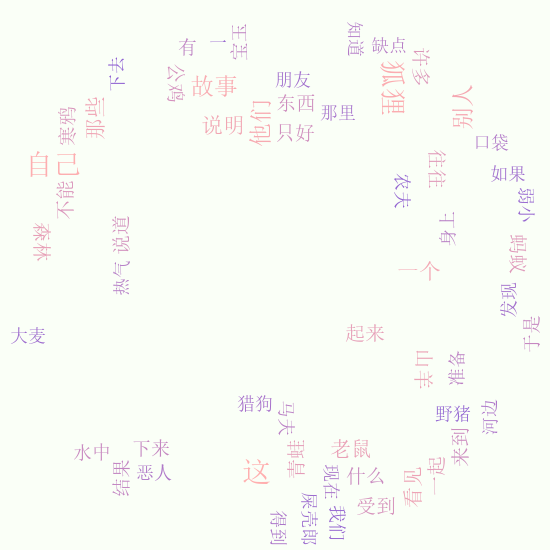 宝玉
有
一
知道
缺点
许多
下去
公鸡
故事
朋友
狐狸
别人
那些
寒鸦
说明
他们
东西
只好
那里
口袋
自己
不能
往往
如果
农夫
弱小
森林
说道
上身
蚂蚁
热气
一个
发现
大麦
起来
于是
山羊
准备
猎狗
马夫
野猪
河边
水中
下来
青蛙
老鼠
来到
结果
恶人
这
现在
什么
看见
一起
得到
屎壳郎
我们
受到